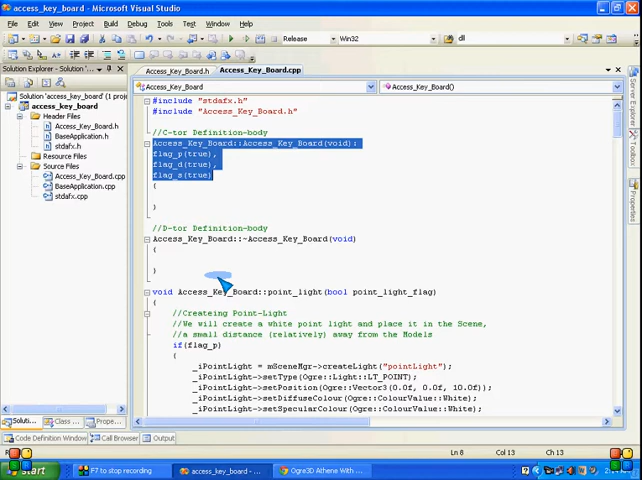 access_key_board - Microsoft Visual Studio
File Edit View Project Build Debug Tools Test Window Help
Release Win32 dll
Solution Explorer - Solution 'access...
Access_Key_Board.h Access_Key_Board.cpp
Access_Key_Board Access_Key_Board()
Solution 'access_key_board' (1 proje
access_key_board
Header Files
Access_Key_Board.h
BaseApplication.h
stdafx.h
Resource Files
Source Files
Access_Key_Board.cpp
BaseApplication.cpp
stdafx.cpp
#include "stdafx.h"
#include "Access_Key_Board.h"
//C-tor Definition-body
Access_Key_Board::Access_Key_Board(void):
flag_p(true),
flag_d(true),
flag_s(true)
{
}
//D-tor Definition-body
Access_Key_Board::~Access_Key_Board(void)
{
}
void Access_Key_Board::point_light(bool point_light_flag)
{
//Createing Point-Light
//We will create a white point light and place it in the Scene,
//a small distance (relatively) away from the Models
if(flag_p)
{
_iPointLight = mSceneMgr->createLight("pointLight");
_iPointLight->setType(Ogre::Light::LT_POINT);
_iPointLight->setPosition(Ogre::Vector3(0.0f, 0.0f, 10.0f));
_iPointLight->setDiffuseColour(Ogre::ColourValue::White);
_iPointLight->setSpecularColour(Ogre::ColourValue::White);
Server Explorer
Toolbox
Properties
Soluti... Class ... Prope...
Code Definition Window Call Browser Output
Ln 8 Col 13 Ch 13
start F7 to stop recording access_key_board - ... Ogre3D Athene With ...